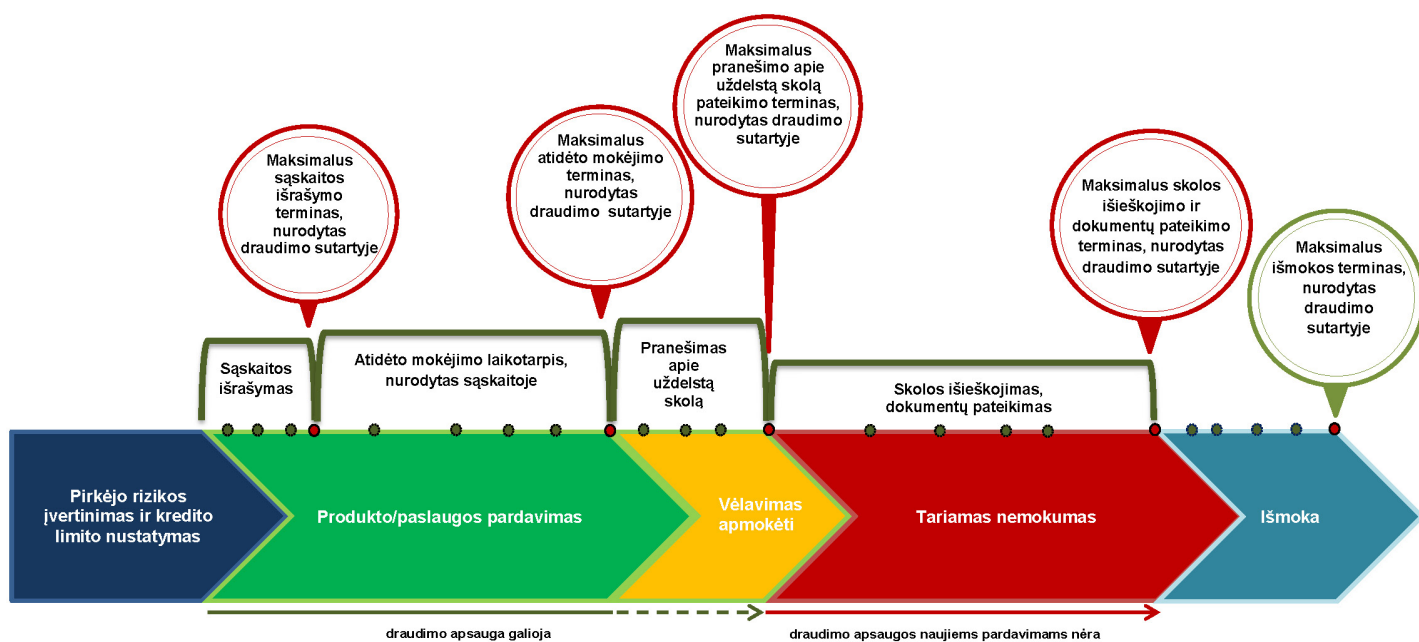 Maksimalus
sąskaitos
išrašymo
terminas,
nurodytas
draudimo sutartyje
Maksimalus
atidėto mokėjimo
terminas,
nurodytas
draudimo sutartyje
Maksimalus
pranešimo apie
uždelstą skolą
pateikimo terminas,
nurodytas draudimo
sutartyje
Maksimalus skolos
išieškojimo ir
dokumentų pateikimo
terminas, nurodytas
draudimo sutartyje
Maksimalus
išmokos terminas,
nurodytas
draudimo
sutartyje
Sąskaitos
išrašymas
Atidėto mokėjimo laikotarpis,
nurodytas sąskaitoje
Pranešimas
apie
uždelstą
skolą
Skolos išieškojimas,
dokumentų pateikimas
Pirkėjo rizikos
įvertinimas ir kredito
limito nustatymas
Produkto/paslaugos pardavimas
Vėlavimas
apmokėti
Tariamas nemokumas
Išmoka
draudimo apsauga galioja
draudimo apsaugos naujiems pardavimams nėra